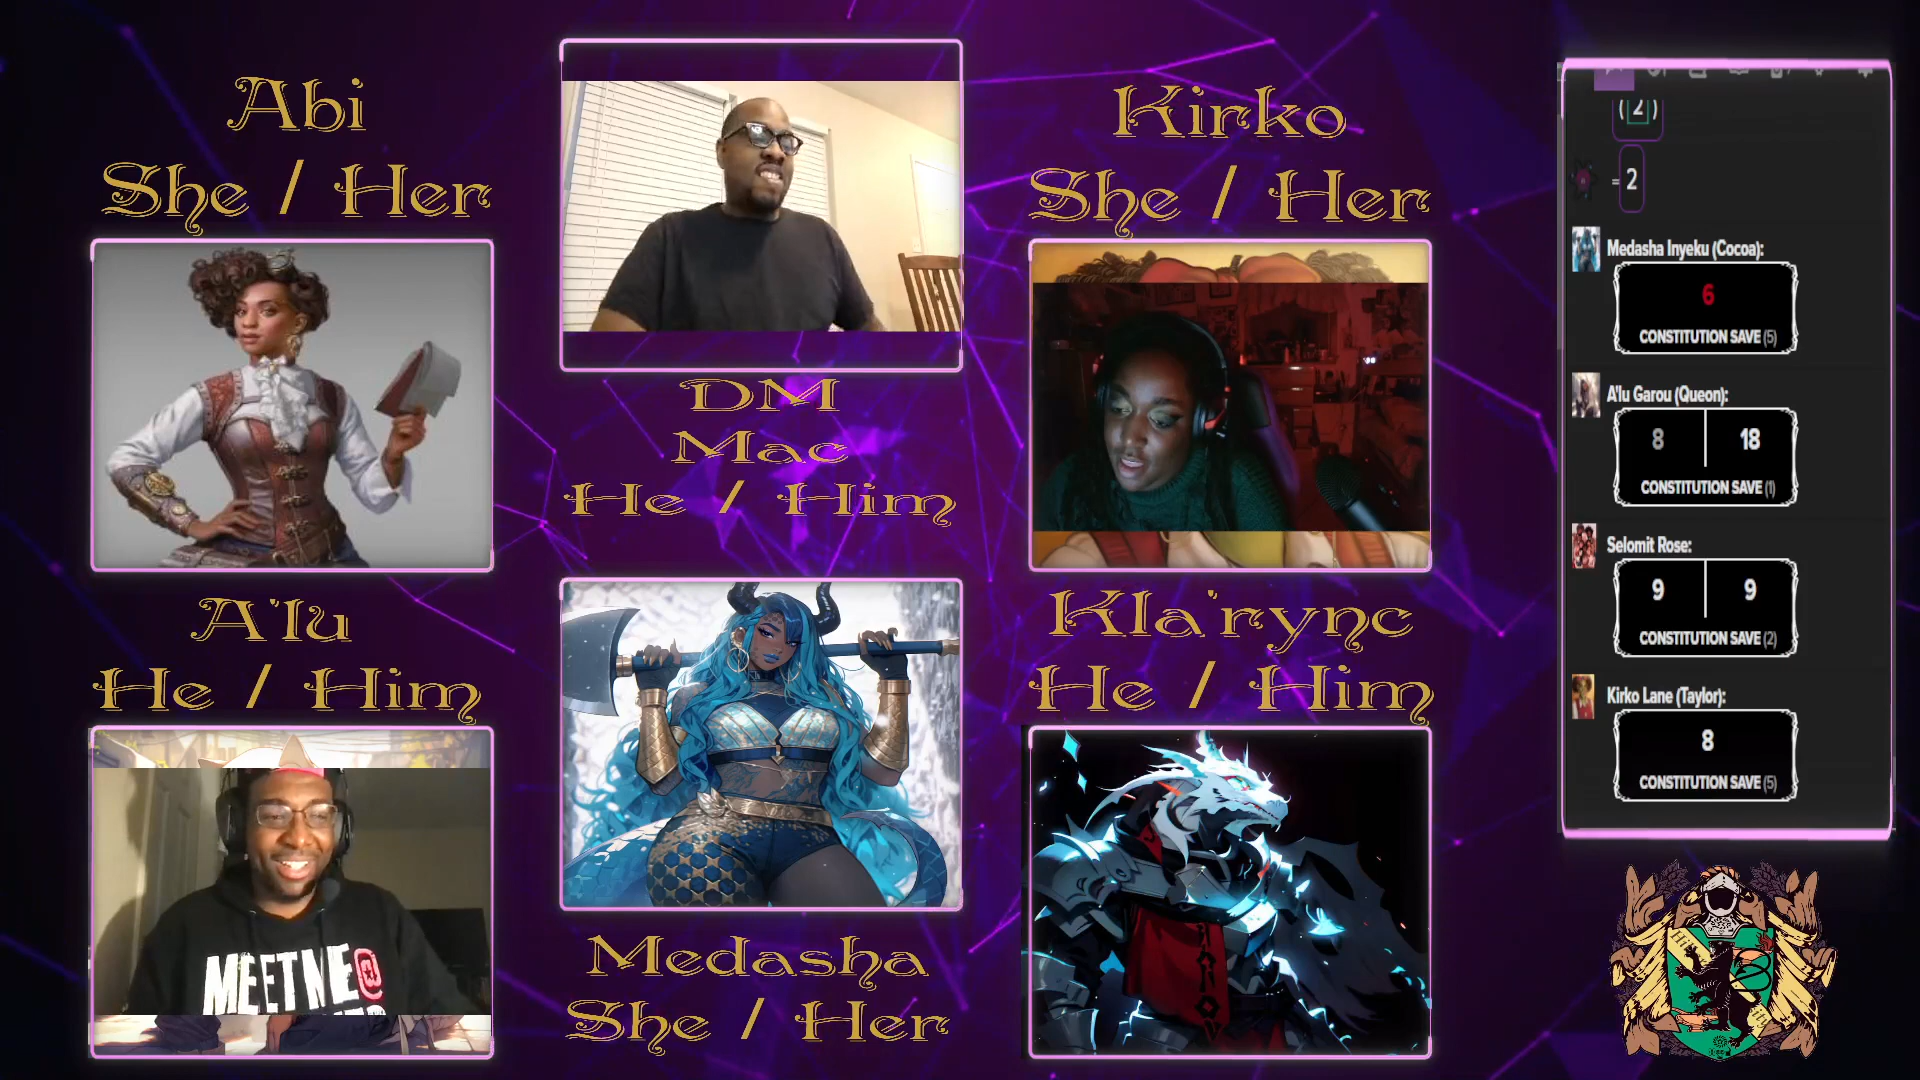 Abi
She / Her
DM
Mac
He / Him
Kirko
She / Her
A'lu
He / Him
MEETNE@
Medasha
She / Her
Kla'rync
He / Him
(2)
= 2
Medasha Inyeku (Cocoa):
6
CONSTITUTION SAVE (5)
A'lu Garou (Queon):
8 18
CONSTITUTION SAVE (1)
Selomit Rose:
9 9
CONSTITUTION SAVE (2)
Kirko Lane (Taylor):
8
CONSTITUTION SAVE (5)